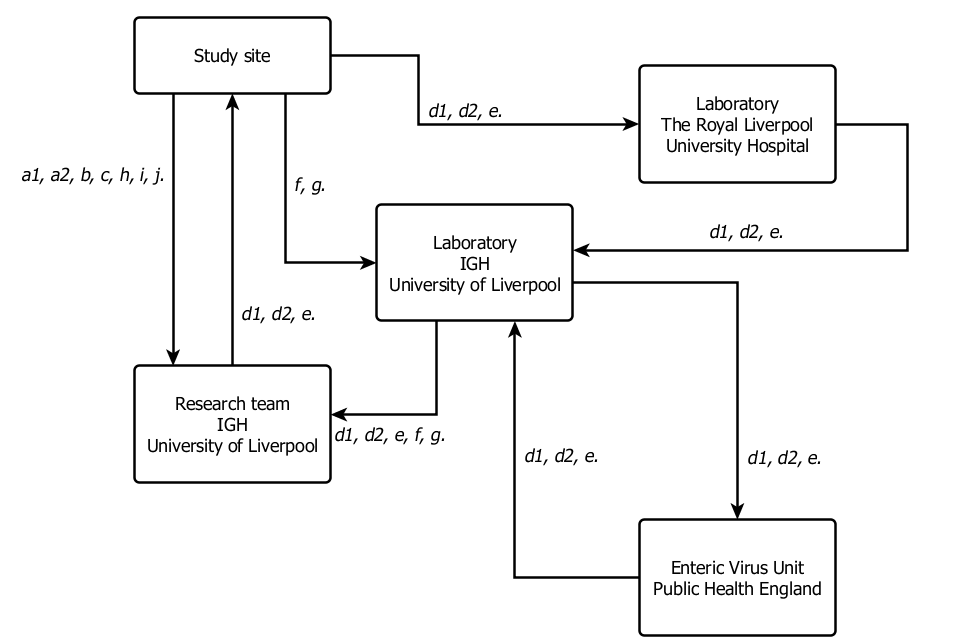 Study site
Laboratory
The Royal Liverpool
University Hospital
d1, d2, e.
a1, a2, b, c, h, i, j.
f, g.
d1, d2, e.
Laboratory
IGH
University of Liverpool
d1, d2, e.
Research team
IGH
University of Liverpool
d1, d2, e, f, g.
d1, d2, e.
d1, d2, e.
Enteric Virus Unit
Public Health England